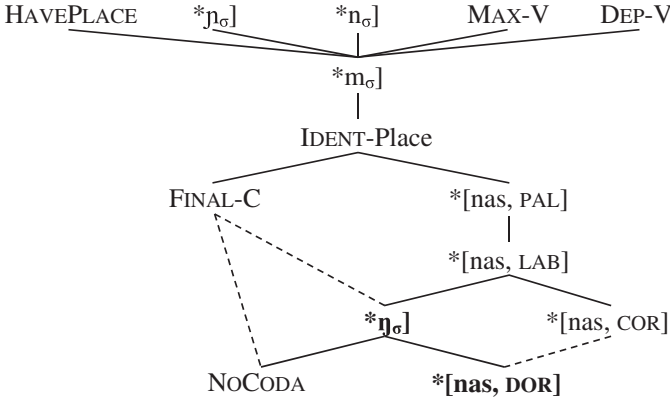 HAVEPLACE *ɲσ] *nσ] MAX-V DEP-V
*mσ]
IDENT-Place
FINAL-C *[nas, PAL]
*[nas, LAB]
*ŋσ] *[nas, COR]
NOCODA *[nas, DOR]